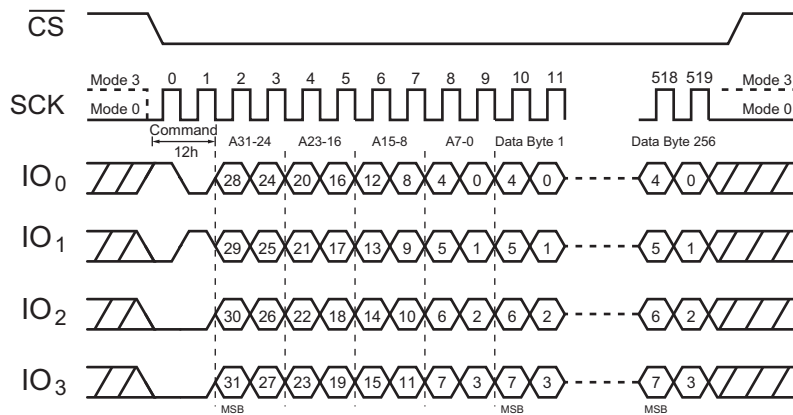 CS
Mode 3 0 1 2 3 4 5 6 7 8 9 10 11 518 519 Mode 3
SCK
Mode 0 Mode 0
Command A31-24 A23-16 A15-8 A7-0 Data Byte 1 Data Byte 256
12h
IO0 28 24 20 16 12 8 4 0 4 0 4 0
IO1 29 25 21 17 13 9 5 1 5 1 5 1
IO2 30 26 22 18 14 10 6 2 6 2 6 2
IO3 31 27 23 19 15 11 7 3 7 3 7 3
MSB MSB MSB